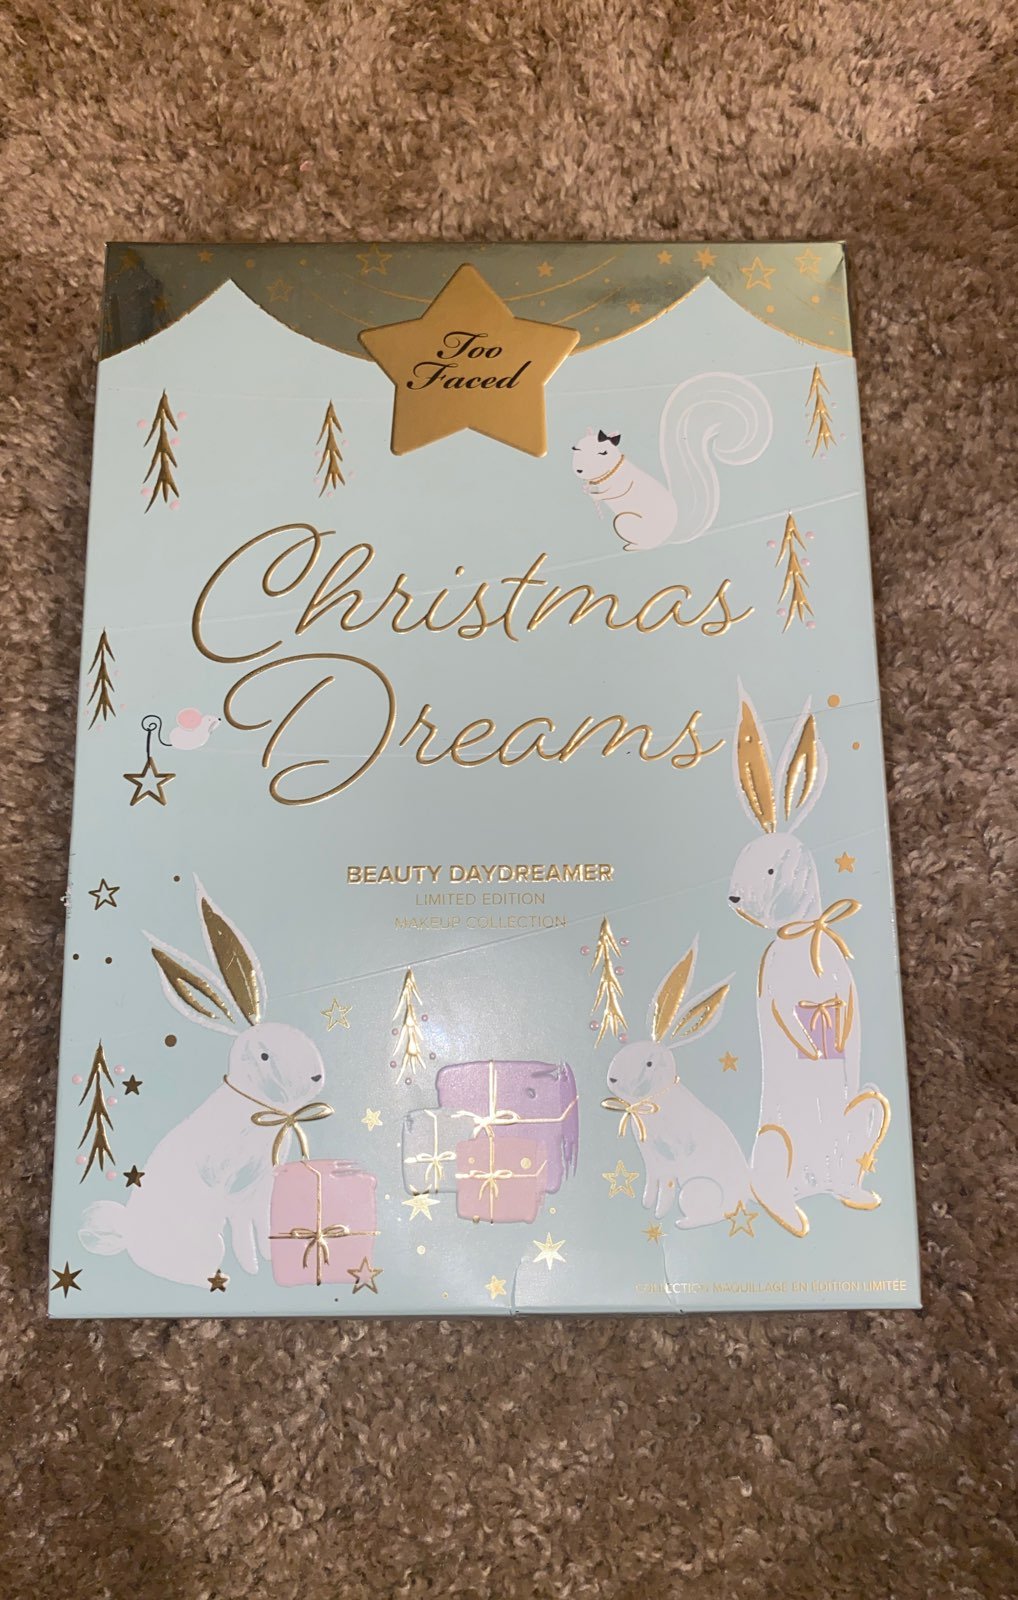 Too
Faced
Christmas
Dreams
BEAUTY DAYDREAMER
LIMITED EDITION
MAKEUP COLLECTION
COLLECTION MAQUILLAGE EN ÉDITION LIMITÉE